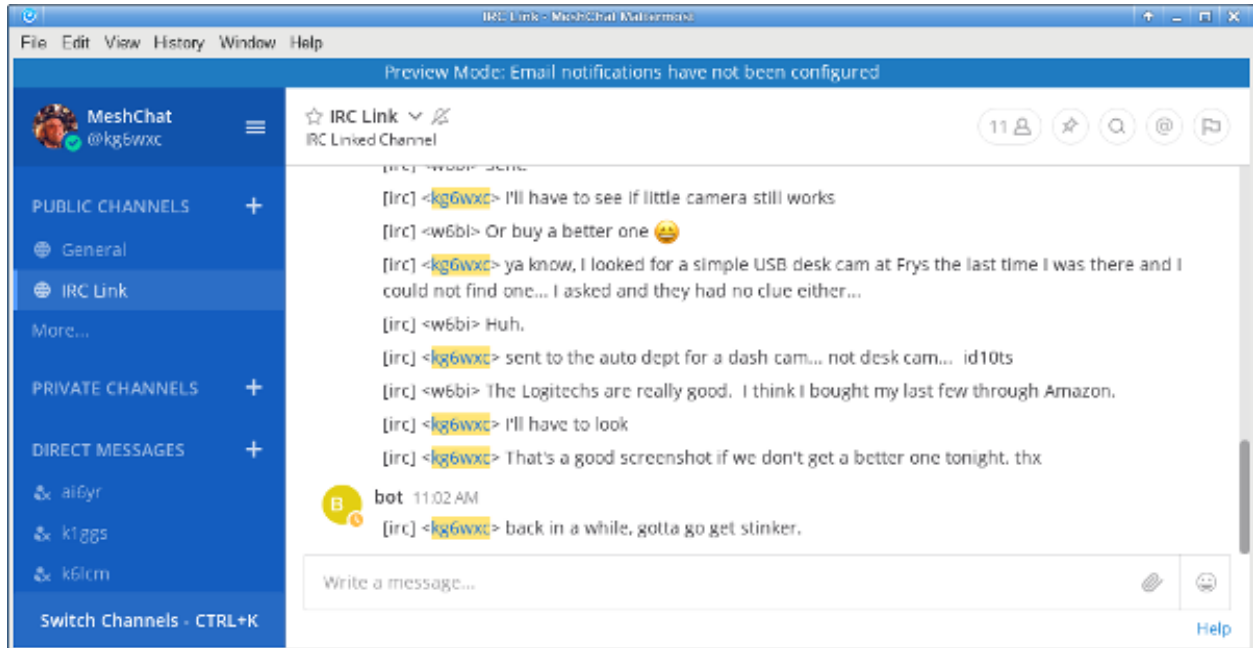 IRC Link - MeshChat Mattermost
File Edit View History Window Help
Preview Mode: Email notifications have not been configured
MeshChat
@kg6wxc
IRC Link
11
IRC Linked Channel
PUBLIC CHANNELS +
General
IRC Link
More...
PRIVATE CHANNELS +
DIRECT MESSAGES +
ai6yr
k1ggs
k6lcm
Switch Channels - CTRL+K
[irc] <w6bi> Sent.
[irc] <kg6wxc> I'll have to see if little camera still works
[irc] <w6bi> Or buy a better one 😄
[irc] <kg6wxc> ya know, I looked for a simple USB desk cam at Frys the last time I was there and I
could not find one... I asked and they had no clue either...
[irc] <w6bi> Huh.
[irc] <kg6wxc> sent to the auto dept for a dash cam... not desk cam... id10ts
[irc] <w6bi> The Logitechs are really good. I think I bought my last few through Amazon.
[irc] <kg6wxc> I'll have to look
[irc] <kg6wxc> That's a good screenshot if we don't get a better one tonight. thx
B
bot 11:02 AM
[irc] <kg6wxc> back in a while, gotta go get stinker.
Write a message...
Help